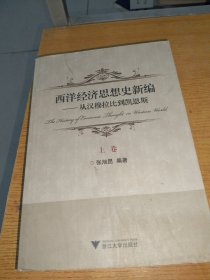 西洋经济思想史新编
——从汉穆拉比到凯恩斯
The History of Economic Thought in Western World
上卷
张旭昆 编著
浙江大学出版社